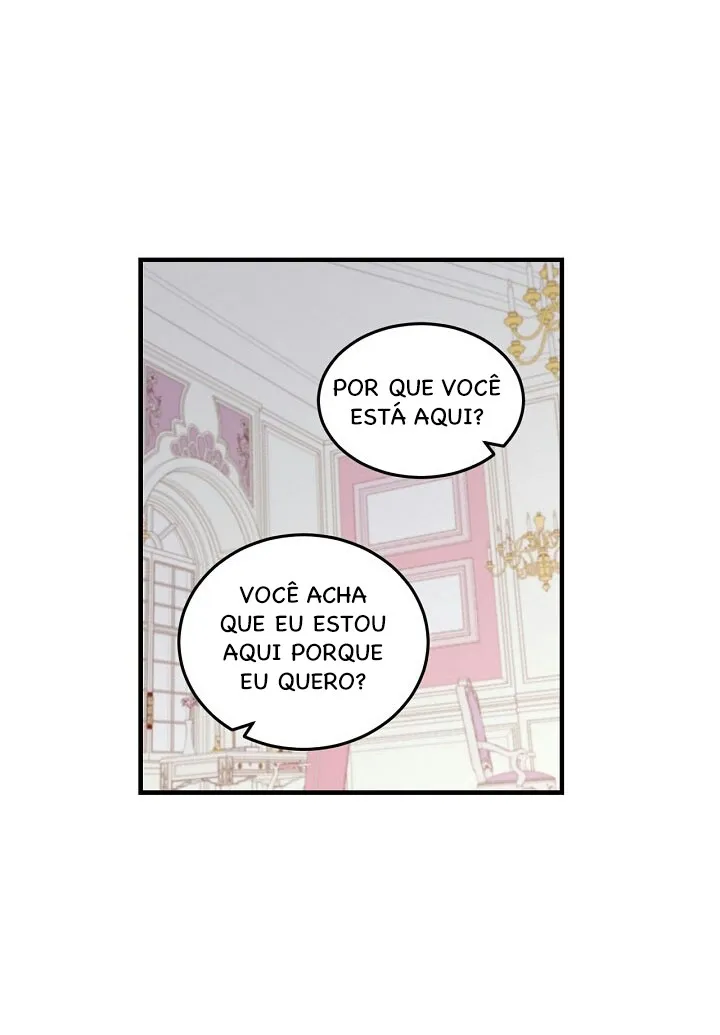 POR QUE VOCÊ
ESTÁ AQUI?
VOCÊ ACHA
QUE EU ESTOU
AQUI PORQUE
EU QUERO?